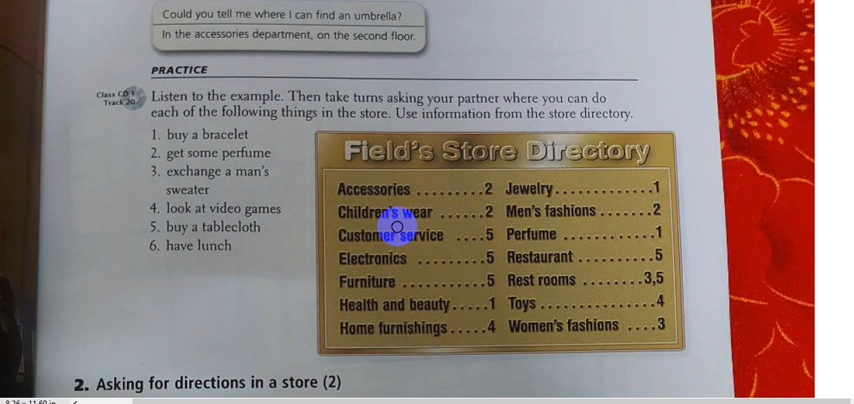 Could you tell me where I can find an umbrella?
In the accessories department, on the second floor.
PRACTICE
Class CD 1
Track 20
Listen to the example. Then take turns asking your partner where you can do
each of the following things in the store. Use information from the store directory.
1. buy a bracelet
2. get some perfume
3. exchange a man's
sweater
4. look at video games
5. buy a tablecloth
6. have lunch
Field's Store Directory
Accessories .........2
Children's wear ......2
Customer service ....5
Electronics .........5
Furniture ...........5
Health and beauty.....1
Home furnishings.....4
Jewelry.............1
Men's fashions .......2
Perfume ............1
Restaurant ..........5
Rest rooms ........3,5
Toys ...............4
Women's fashions ....3
2. Asking for directions in a store (2)
8.26 x 11.60 in